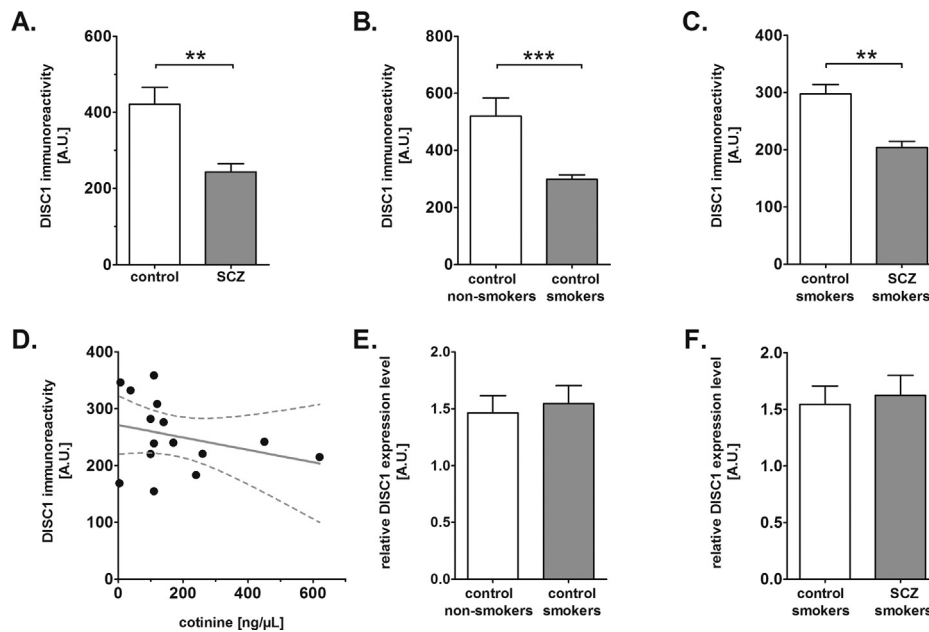 A.
DISC1 immunoreactivity
[A.U.]
600
400
200
0
**
control
SCZ
B.
DISC1 immunoreactivity
[A.U.]
800
600
400
200
0
***
control
non-smokers
control
smokers
C.
DISC1 immunoreactivity
[A.U.]
400
300
200
100
0
**
control
smokers
SCZ
smokers
D.
DISC1 immunoreactivity
[A.U.]
400
300
200
100
0
0
200
400
600
cotinine [ng/µL]
E.
relative DISC1 expression level
[A.U.]
2.0
1.5
1.0
0.5
0.0
control
non-smokers
control
smokers
F.
relative DISC1 expression level
[A.U.]
2.0
1.5
1.0
0.5
0.0
control
smokers
SCZ
smokers